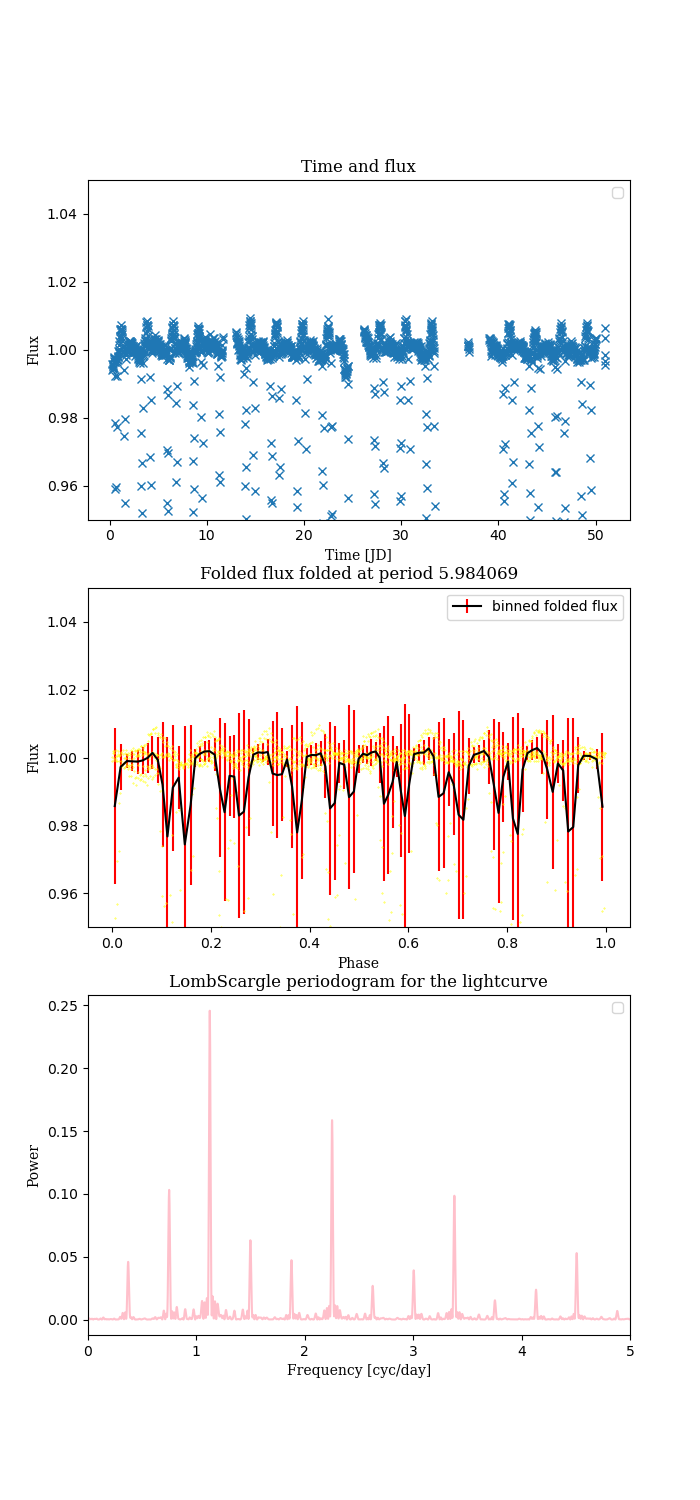 Time and flux
1.04
1.02
1.00
0.98
0.96
Flux
0 10 20 30 40 50
Time [JD]
Folded flux folded at period 5.984069
binned folded flux
1.04
1.02
1.00
0.98
0.96
Flux
0.0 0.2 0.4 0.6 0.8 1.0
Phase
LombScargle periodogram for the lightcurve
0.25
0.20
0.15
0.10
0.05
0.00
Power
0 1 2 3 4 5
Frequency [cyc/day]